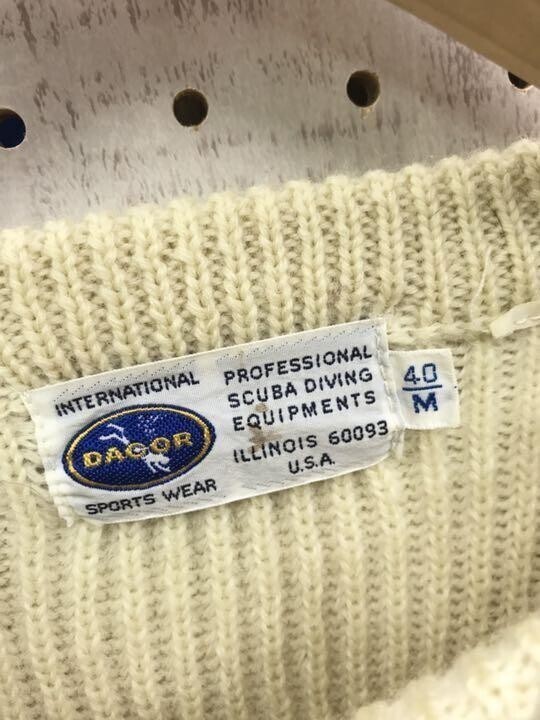 INTERNATIONAL
DACOR
SPORTS WEAR
PROFESSIONAL
SCUBA DIVING
EQUIPMENTS
ILLINOIS 60093
U.S.A.
40
M